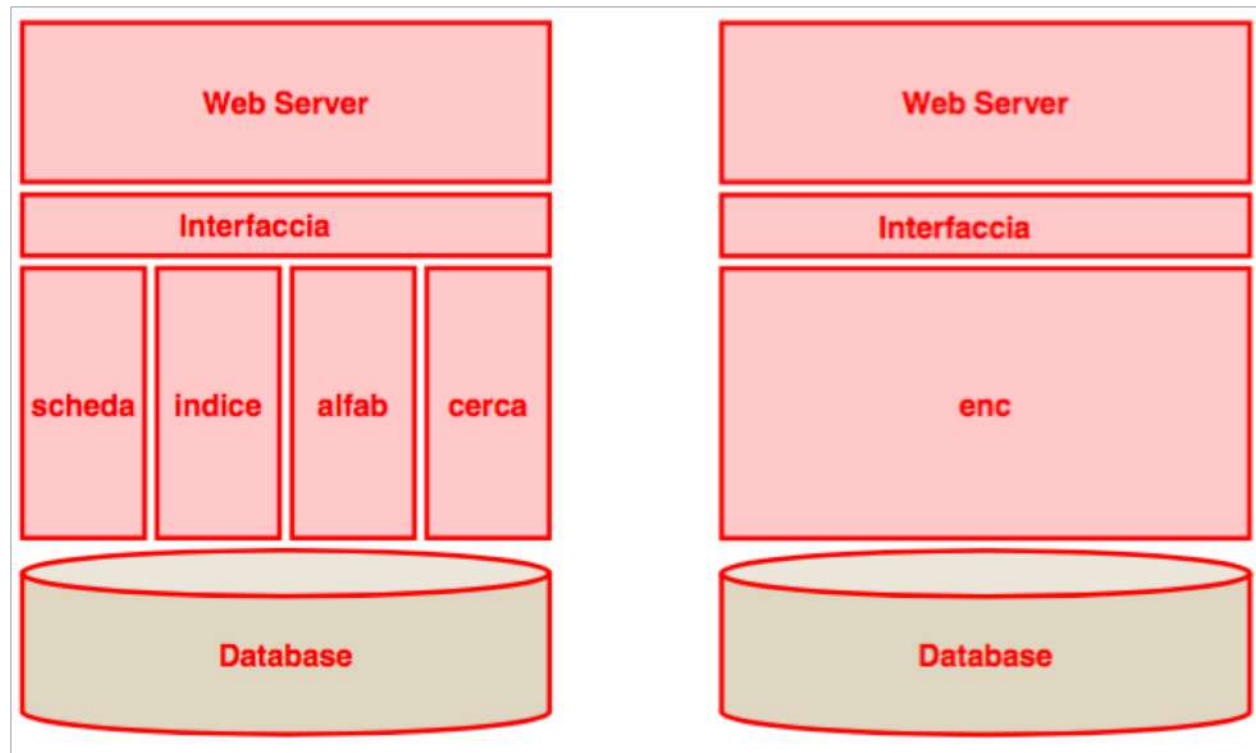 Web Server
Interfaccia
scheda
indice
alfab
cerca
Database
Web Server
Interfaccia
enc
Database